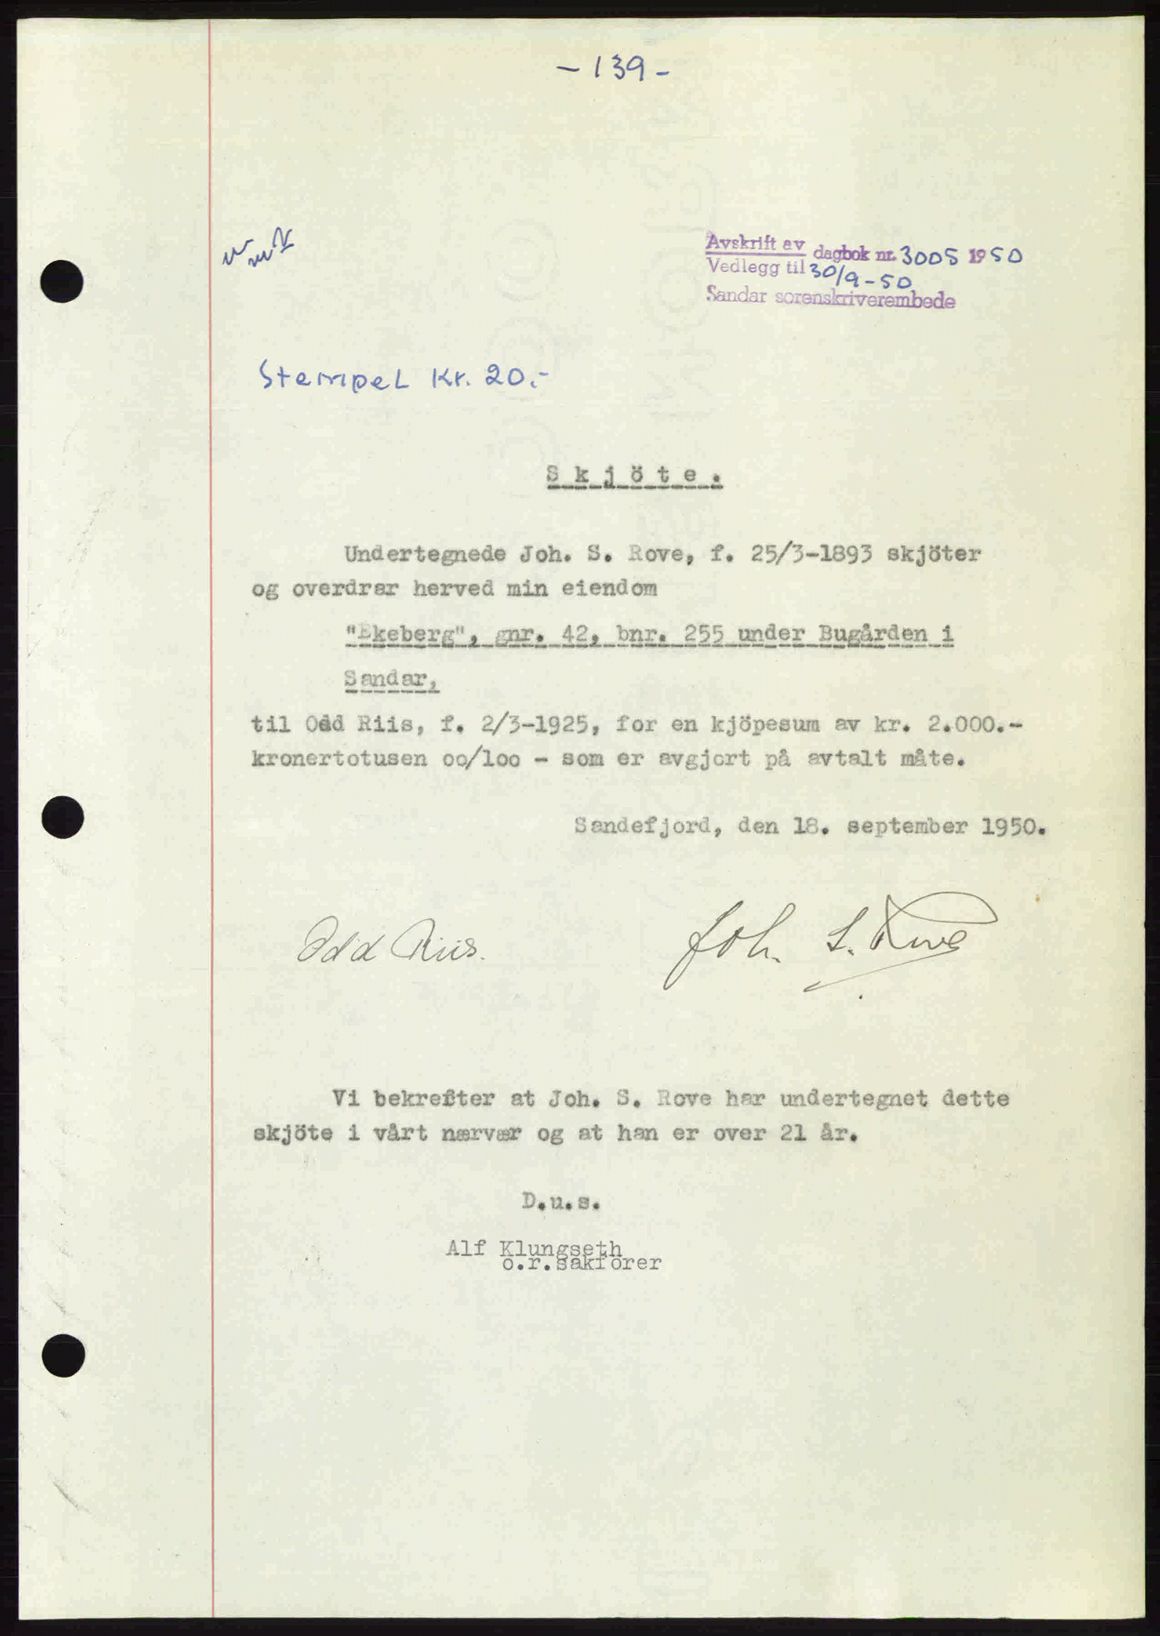 - 139 -
Avskrift av dagbok nr. 3005 1950
Vedlegg til 30/9-50
Sandar sorenskriverembede
Stempel Kr. 20.-
Skjöte.
Undertegnede Joh. S. Rove, f. 25/3-1893 skjöter
og overdrar herved min eiendom
"Ekeberg", gnr. 42, bnr. 255 under Bugården i
Sandar,
til Odd Riis, f. 2/3-1925, for en kjöpesum av kr. 2.000.-
kronertotusen oo/loo - som er avgjort på avtalt måte.
Sandefjord, den 18. september 1950.
Odd Riis.
Joh. S. Rove
Vi bekrefter at Joh. S. Rove har undertegnet dette
skjöte i vårt nærvær og at han er over 21 år.
D.u.s.
Alf Klungseth
o.r.sakförer